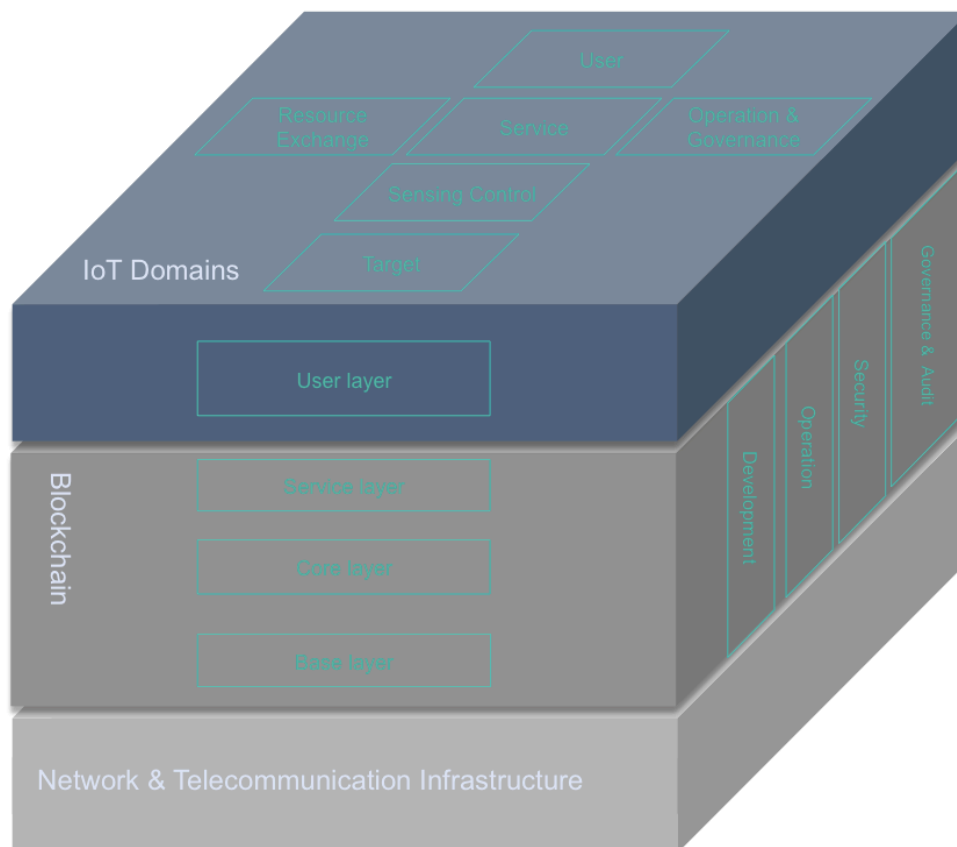 User
Resource
Exchange
Service
Operation &
Governance
Sensing Control
Target
IoT Domains
User layer
Blockchain
Service layer
Core layer
Base layer
Development
Operation
Security
Governance & Audit
Network & Telecommunication Infrastructure